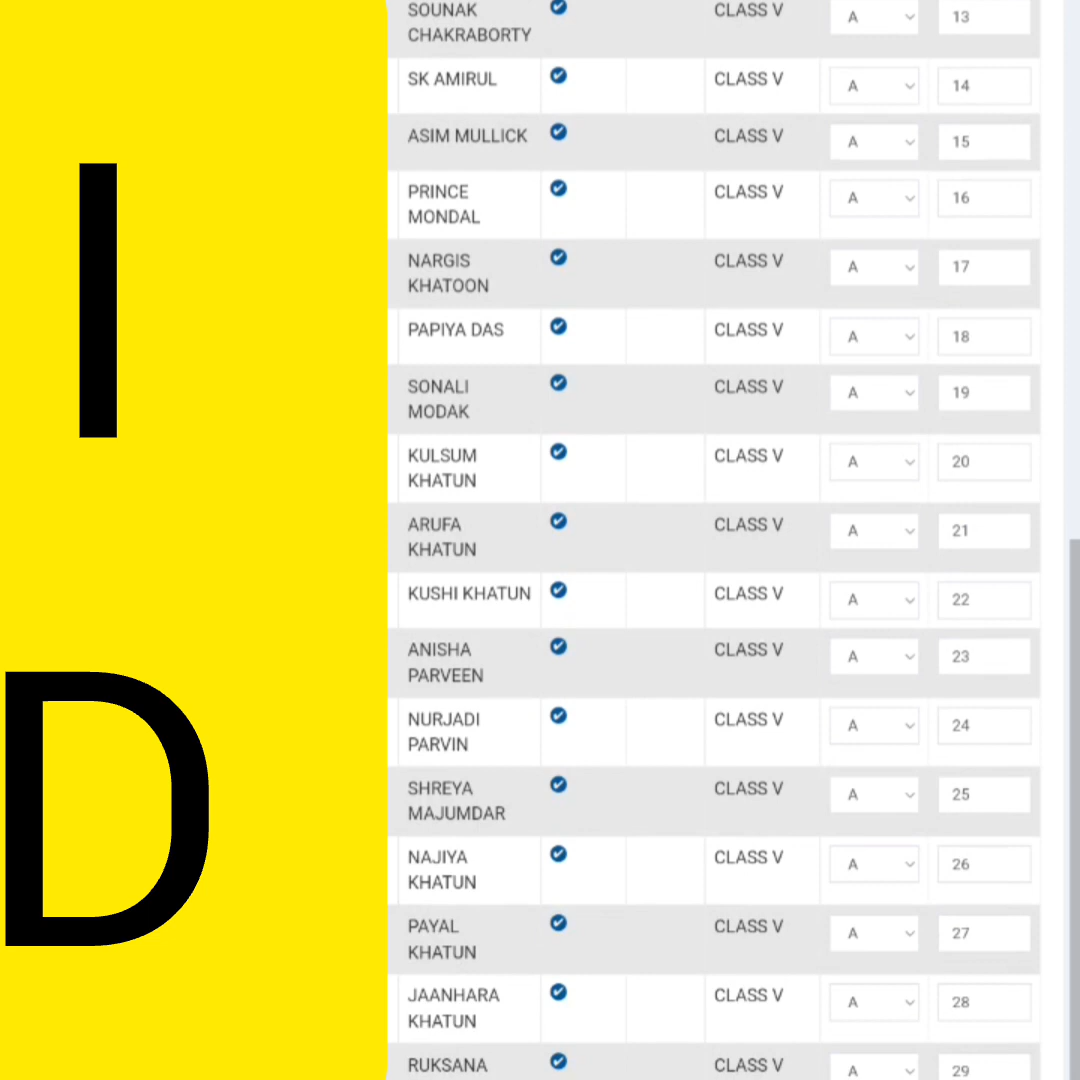 I
D
SOUNAK CLASS V A 13
CHAKRABORTY
SK AMIRUL CLASS V A 14
ASIM MULLICK CLASS V A 15
PRINCE CLASS V A 16
MONDAL
NARGIS CLASS V A 17
KHATOON
PAPIYA DAS CLASS V A 18
SONALI CLASS V A 19
MODAK
KULSUM CLASS V A 20
KHATUN
ARUFA CLASS V A 21
KHATUN
KUSHI KHATUN CLASS V A 22
ANISHA CLASS V A 23
PARVEEN
NURJADI CLASS V A 24
PARVIN
SHREYA CLASS V A 25
MAJUMDAR
NAJIYA CLASS V A 26
KHATUN
PAYAL CLASS V A 27
KHATUN
JAANHARA CLASS V A 28
KHATUN
RUKSANA CLASS V A 29